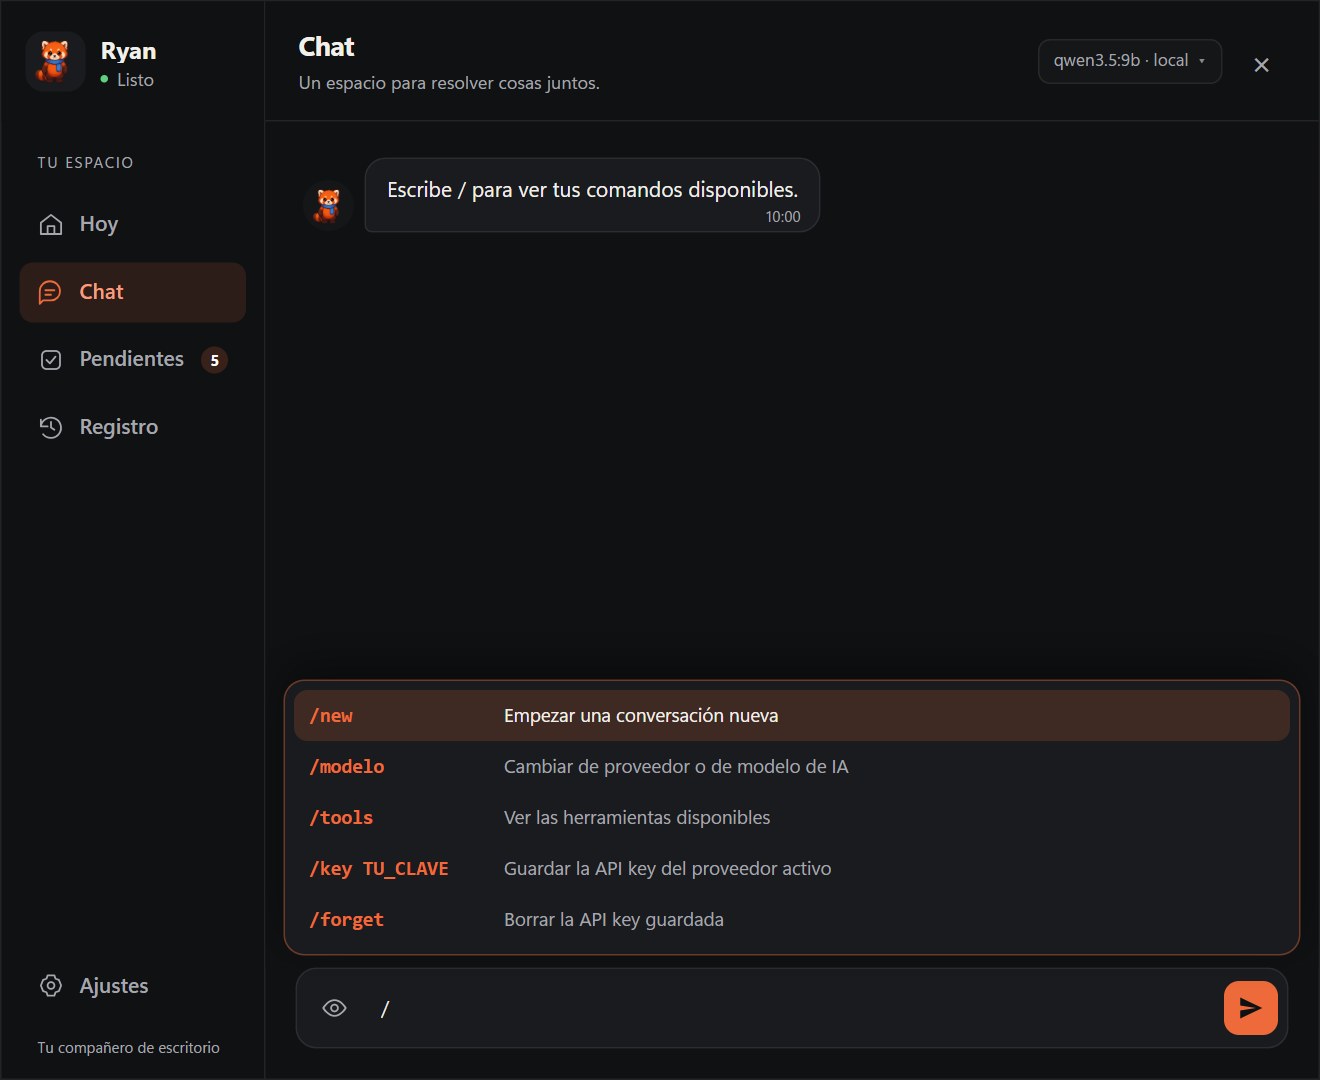 Ryan
Listo
TU ESPACIO
Hoy
Chat
Pendientes 5
Registro
Ajustes
Tu compañero de escritorio
Chat
Un espacio para resolver cosas juntos.
qwen3.5:9b · local
Escribe / para ver tus comandos disponibles.
10:00
/new Empezar una conversación nueva
/modelo Cambiar de proveedor o de modelo de IA
/tools Ver las herramientas disponibles
/key TU_CLAVE Guardar la API key del proveedor activo
/forget Borrar la API key guardada
/